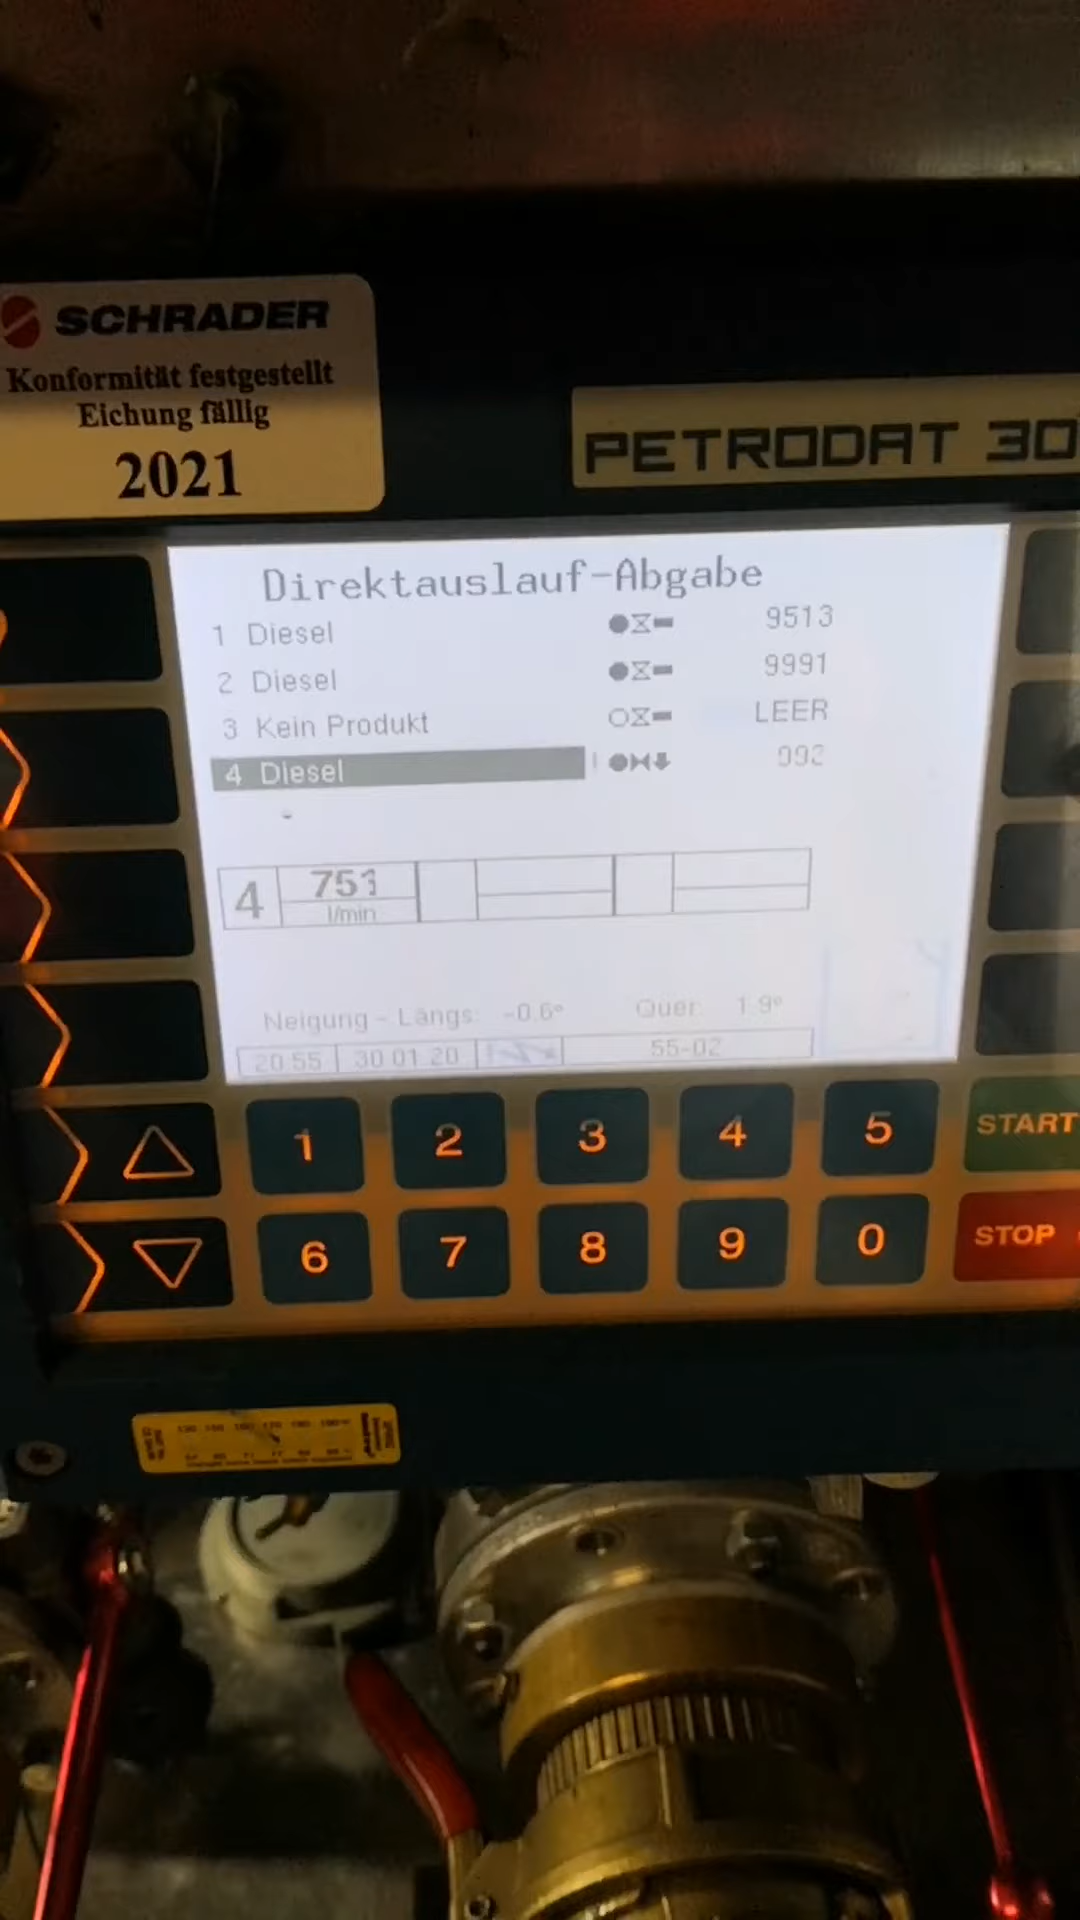 SCHRADER
Konformität festgestellt
Eichung fällig
2021
PETRODAT 30
Direktauslauf-Abgabe
1 Diesel 9513
2 Diesel 9991
3 Kein Produkt LEER
4 Diesel ! 992
4 751
l/min
Neigung - Längs: -0.6° Quer: 1.9°
20:55 30.01.20 55-02
1 2 3 4 5 START
6 7 8 9 0 STOP